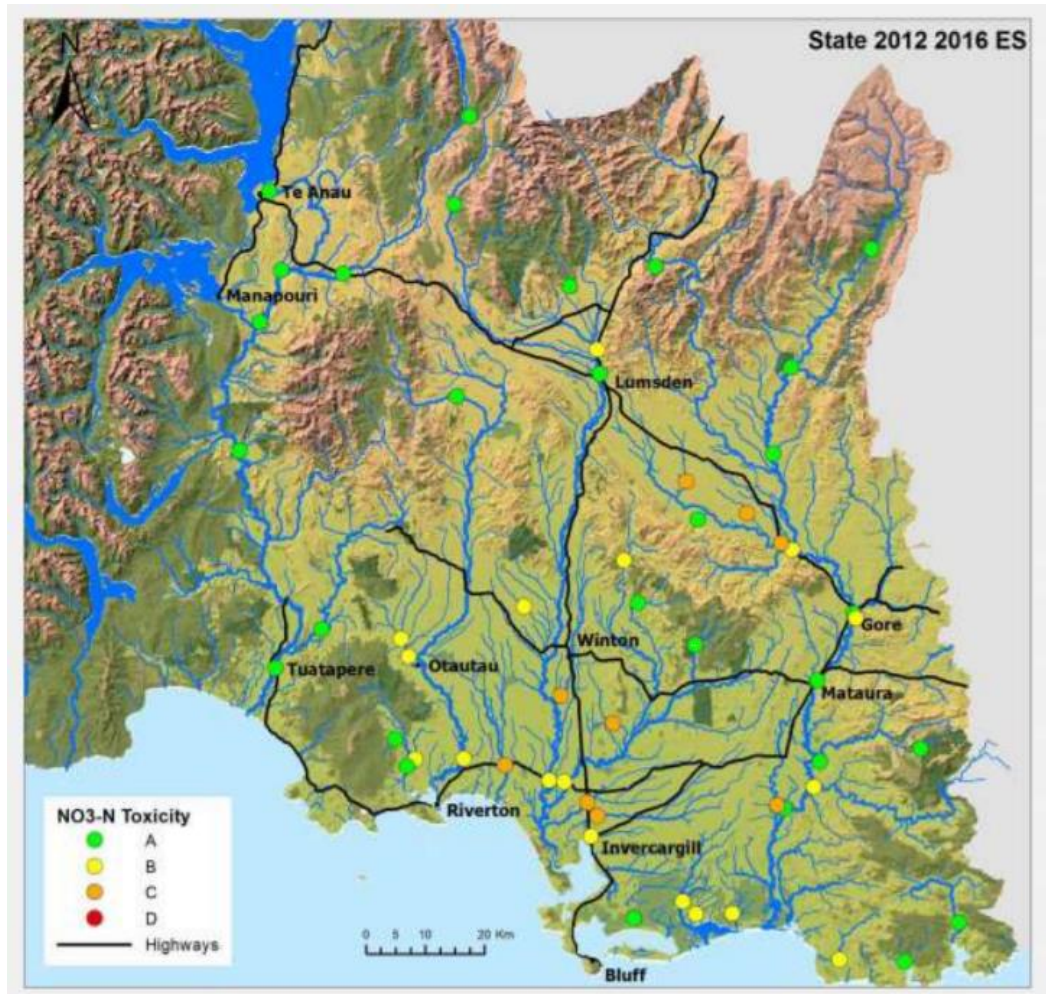 State 2012 2016 ES
N
Te Anau
Manapouri
Lumsden
Gore
Winton
Otautau
Tuatapere
Mataura
Riverton
Invercargill
Bluff
NO3-N Toxicity
A
B
C
D
Highways
0 5 10 20 Km